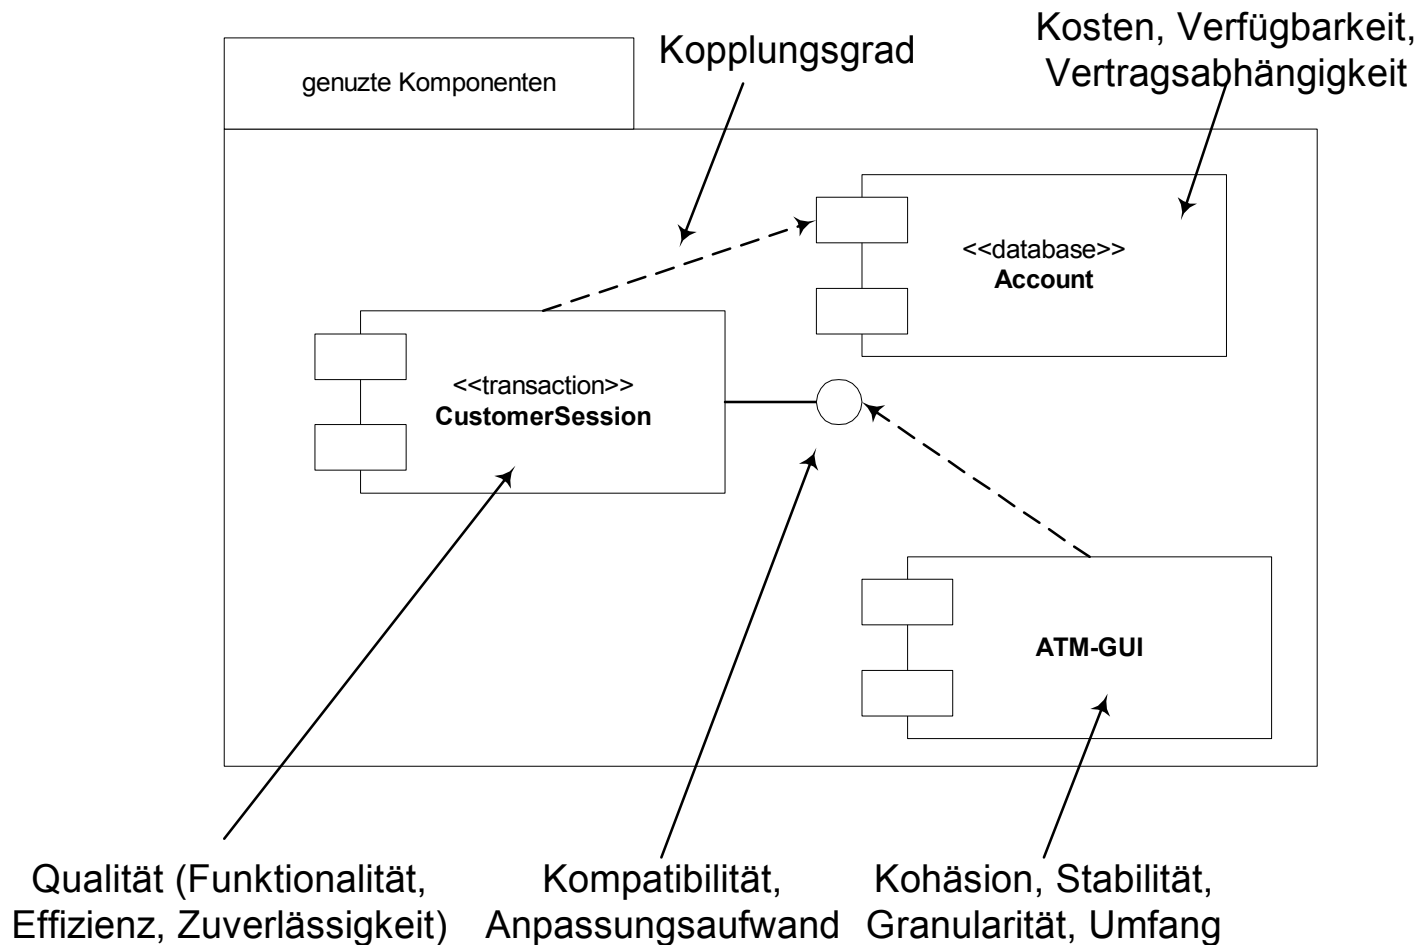 Kosten, Verfügbarkeit,
Vertragsabhängigkeit
Kopplungsgrad
genuzte Komponenten
<<database>>
Account
<<transaction>>
CustomerSession
ATM-GUI
Qualität (Funktionalität,
Effizienz, Zuverlässigkeit)
Kompatibilität,
Anpassungsaufwand
Kohäsion, Stabilität,
Granularität, Umfang